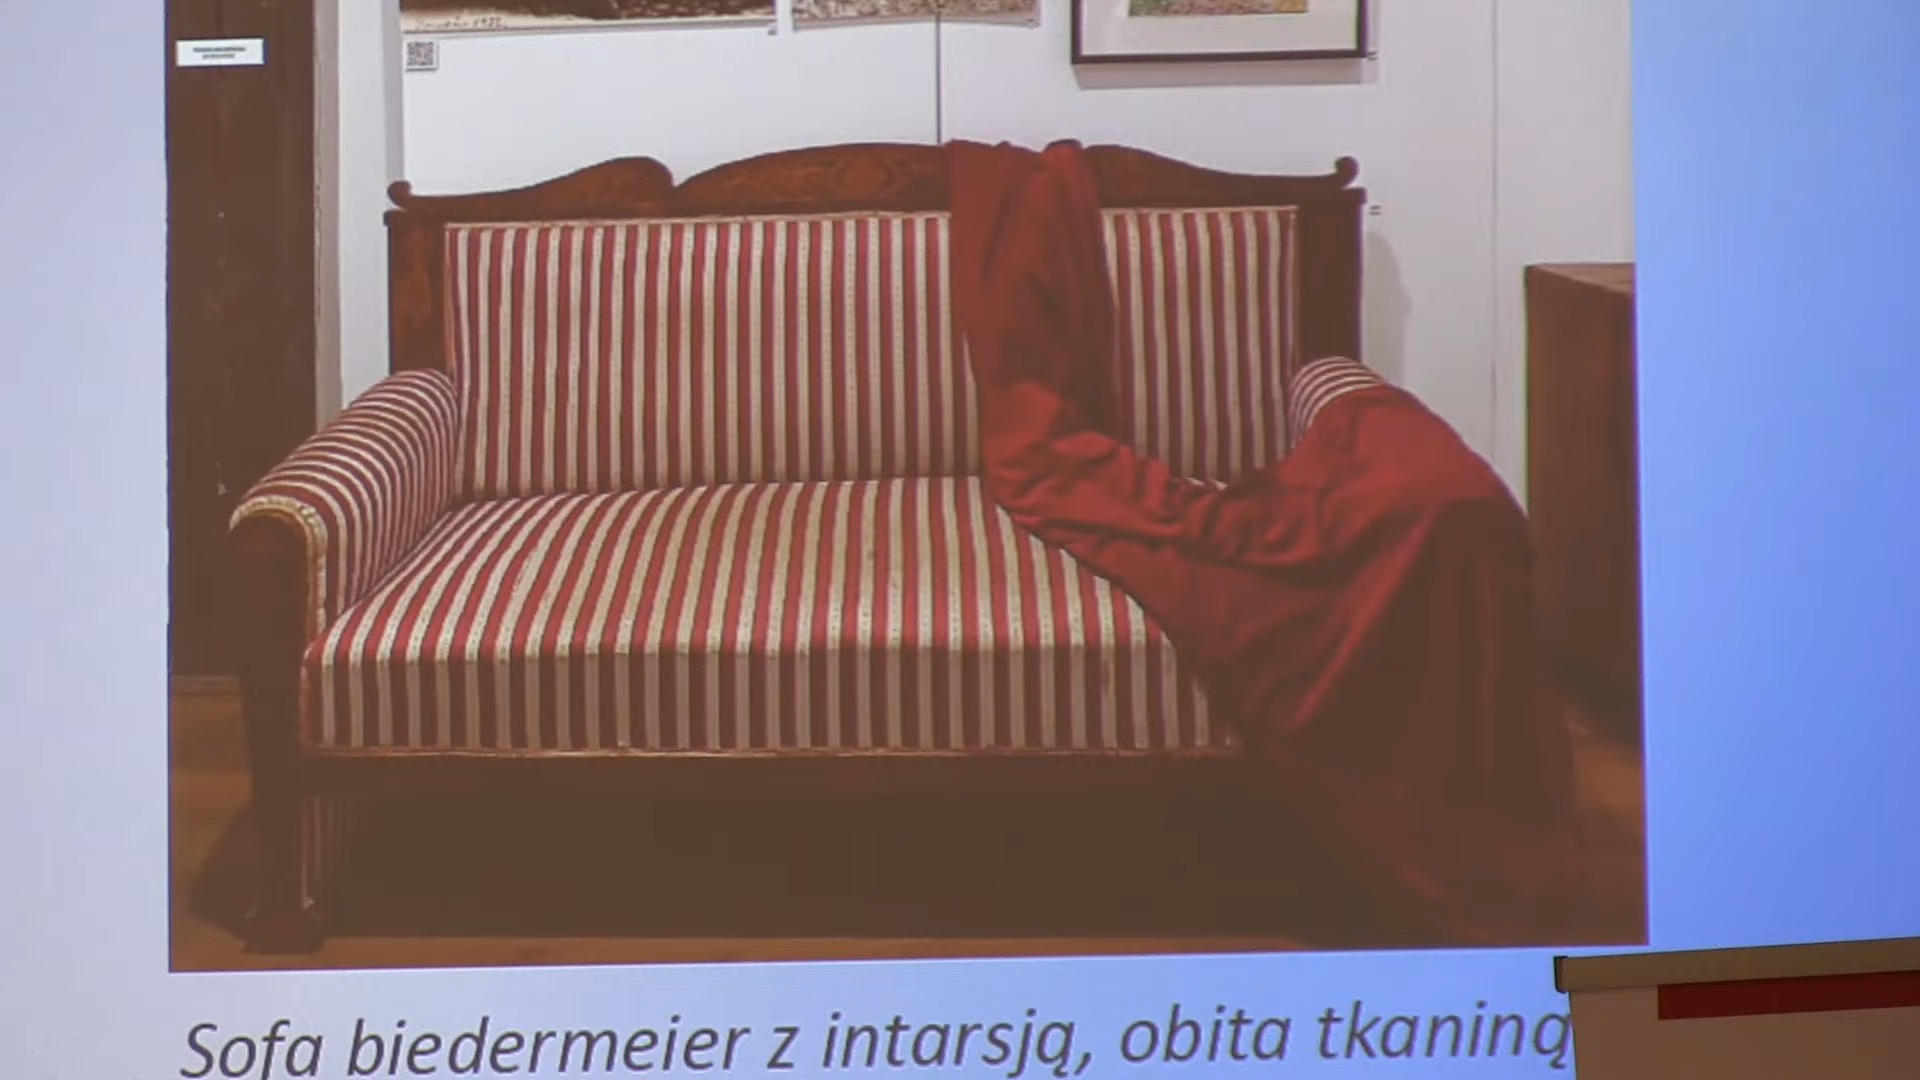 Sofa biedermeier z intarsją, obita tkaniną